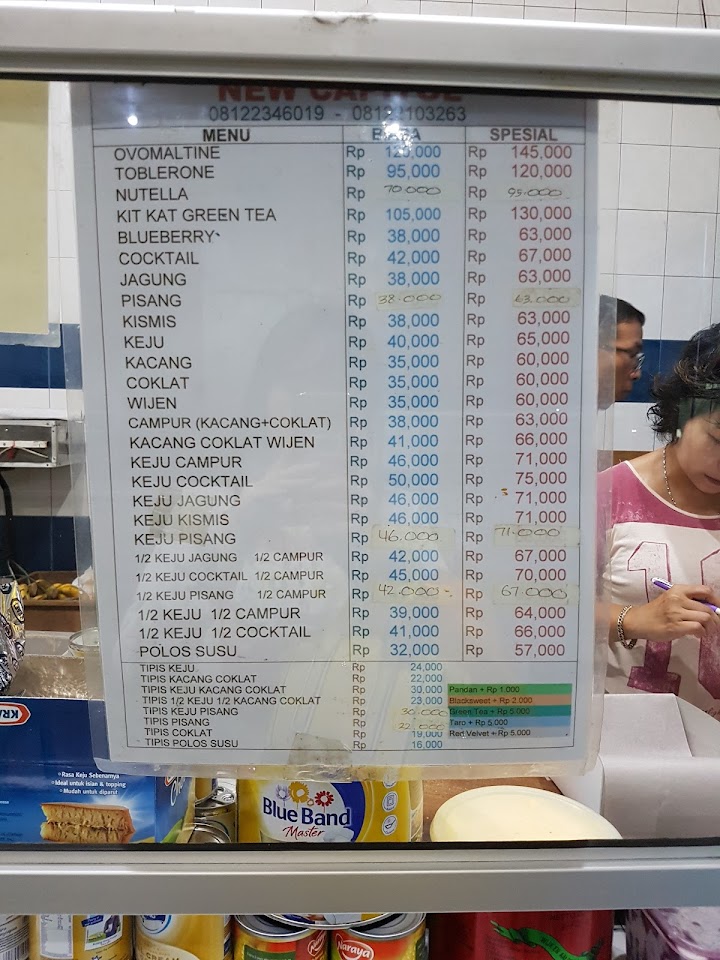 NEW CAPITOL
08122346019 - 08122103263
MENU BIASA SPESIAL
OVOMALTINE Rp 120,000 Rp 145,000
TOBLERONE Rp 95,000 Rp 120,000
NUTELLA Rp 70.000 Rp 95.000
KIT KAT GREEN TEA Rp 105,000 Rp 130,000
BLUEBERRY Rp 38,000 Rp 63,000
COCKTAIL Rp 42,000 Rp 67,000
JAGUNG Rp 38,000 Rp 63,000
PISANG Rp 38.000 Rp 63.000
KISMIS Rp 38,000 Rp 63,000
KEJU Rp 40,000 Rp 65,000
KACANG Rp 35,000 Rp 60,000
COKLAT Rp 35,000 Rp 60,000
WIJEN Rp 35,000 Rp 60,000
CAMPUR (KACANG+COKLAT) Rp 38,000 Rp 63,000
KACANG COKLAT WIJEN Rp 41,000 Rp 66,000
KEJU CAMPUR Rp 46,000 Rp 71,000
KEJU COCKTAIL Rp 50,000 Rp 75,000
KEJU JAGUNG Rp 46,000 Rp 71,000
KEJU KISMIS Rp 46,000 Rp 71,000
KEJU PISANG Rp 46.000 Rp 71.000
1/2 KEJU JAGUNG 1/2 CAMPUR Rp 42,000 Rp 67,000
1/2 KEJU COCKTAIL 1/2 CAMPUR Rp 45,000 Rp 70,000
1/2 KEJU PISANG 1/2 CAMPUR Rp 42.000- Rp 67.000
1/2 KEJU 1/2 CAMPUR Rp 39,000 Rp 64,000
1/2 KEJU 1/2 COCKTAIL Rp 41,000 Rp 66,000
POLOS SUSU Rp 32,000 Rp 57,000
TIPIS KEJU Rp 24,000
TIPIS KACANG COKLAT Rp 22,000
TIPIS KEJU KACANG COKLAT Rp 30,000 Pandan + Rp 1.000
TIPIS 1/2 KEJU 1/2 KACANG COKLAT Rp 23,000 Blacksweet + Rp 2.000
TIPIS KEJU PISANG Rp 30.000 Green Tea + Rp 5.000
TIPIS PISANG Rp 22.000 Taro + Rp 5.000
TIPIS COKLAT Rp 19,000 Red Velvet + Rp 5.000
TIPIS POLOS SUSU Rp 16,000
- Rasa Keju Sebenarnya
- Ideal untuk isian & topping
- Mudah untuk diparut
Blue Band
Master
Naraya